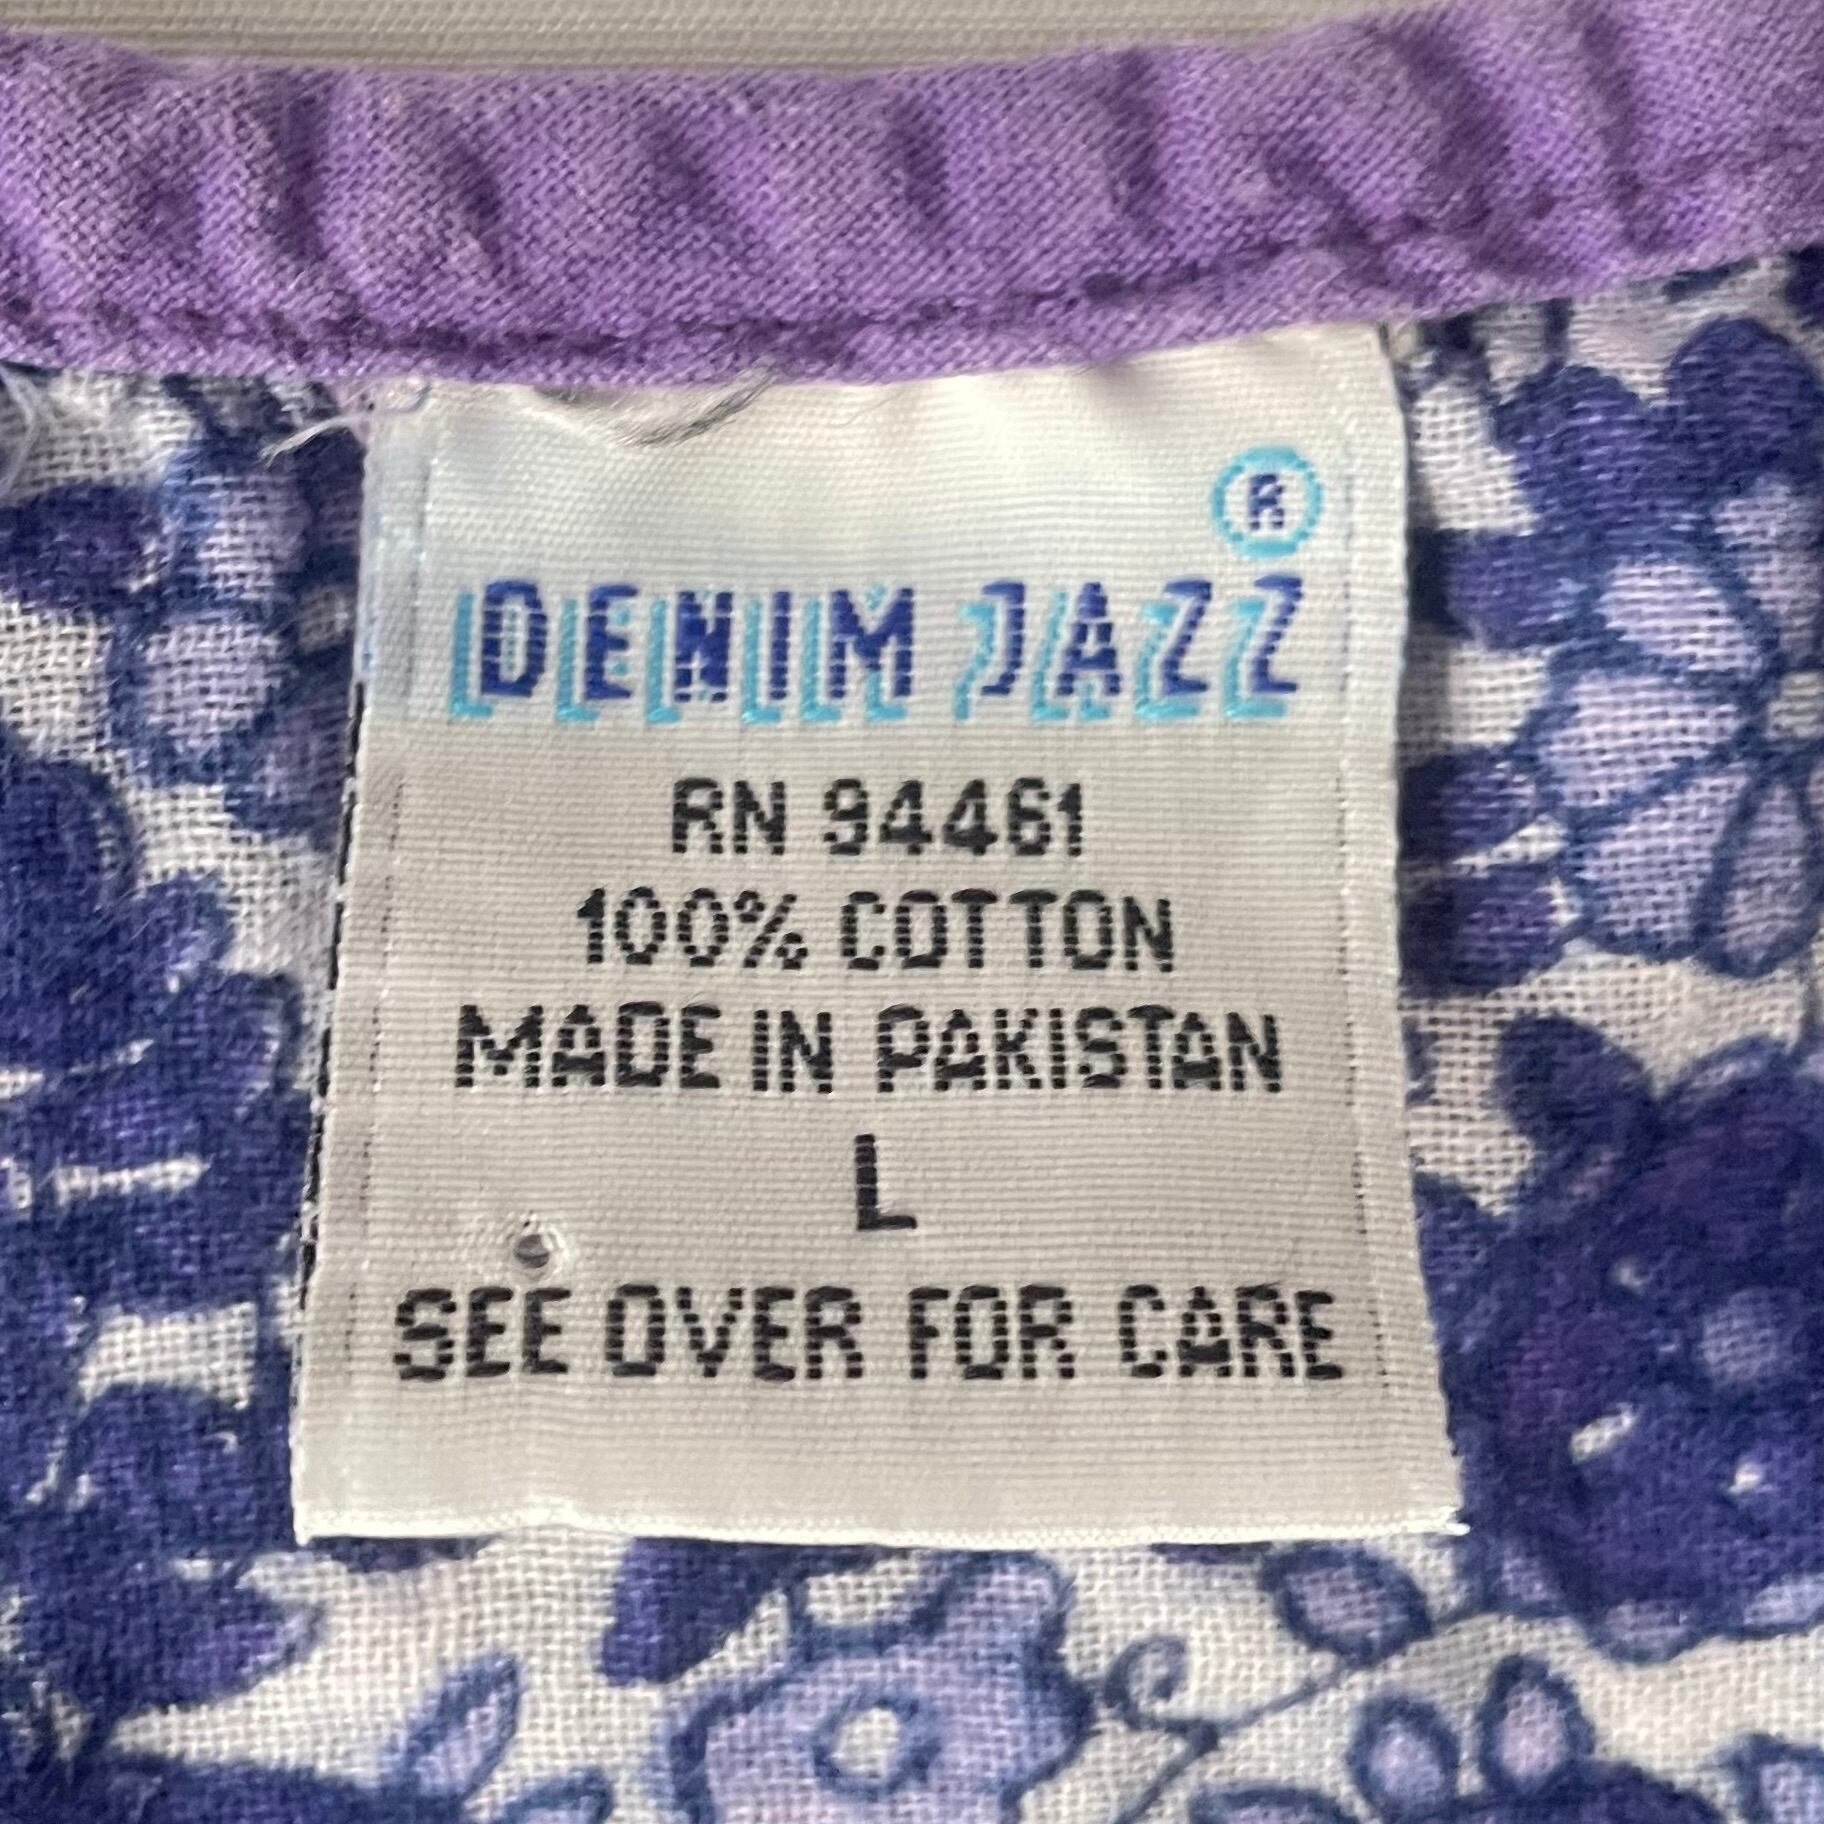 ®
DENIM JAZZ
RN 94461
100% COTTON
MADE IN PAKISTAN
L
SEE OVER FOR CARE